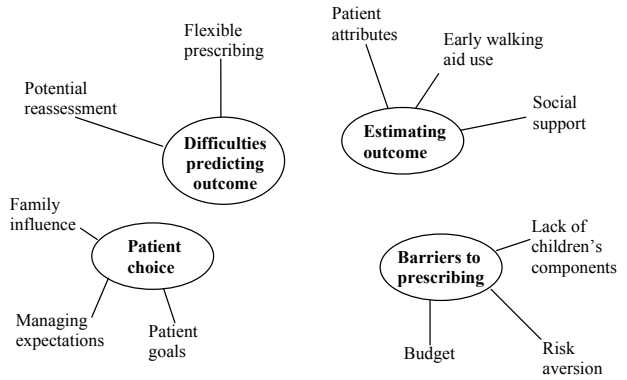 Flexible
prescribing
Potential
reassessment
Difficulties
predicting
outcome
Patient
attributes
Early walking
aid use
Social
support
Estimating
outcome
Family
influence
Patient
choice
Managing
expectations
Patient
goals
Lack of
children's
components
Barriers to
prescribing
Budget
Risk
aversion